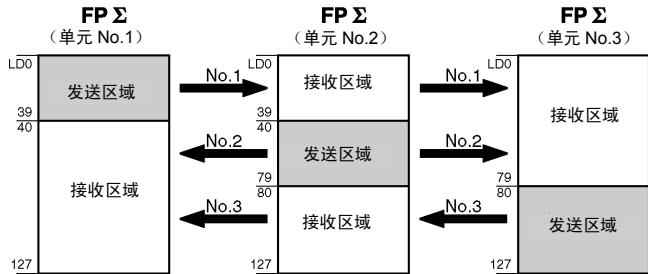 FP Σ FP Σ FP Σ
（单元 No.1） （单元 No.2） （单元 No.3）
LD0 LD0 LD0
发送区域 No.1 接收区域 No.1 接收区域
39 39
40 40
No.2 发送区域 No.2
接收区域 79 79
80 80
No.3 接收区域 No.3 发送区域
127 127 127